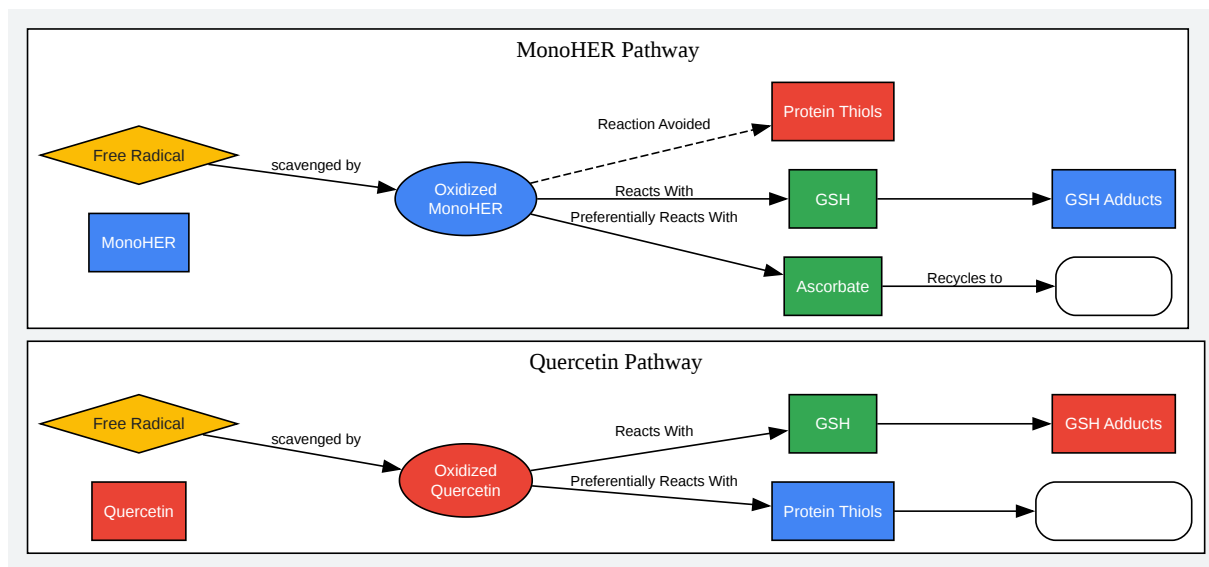 MonoHER Pathway
Protein Thiols
Reaction Avoided
Free Radical
scavenged by
Oxidized
MonoHER
Reacts With
GSH
GSH Adducts
Preferentially Reacts With
MonoHER
Ascorbate
Recycles to
Quercetin Pathway
Free Radical
scavenged by
Oxidized
Quercetin
Reacts With
GSH
GSH Adducts
Preferentially Reacts With
Quercetin
Protein Thiols